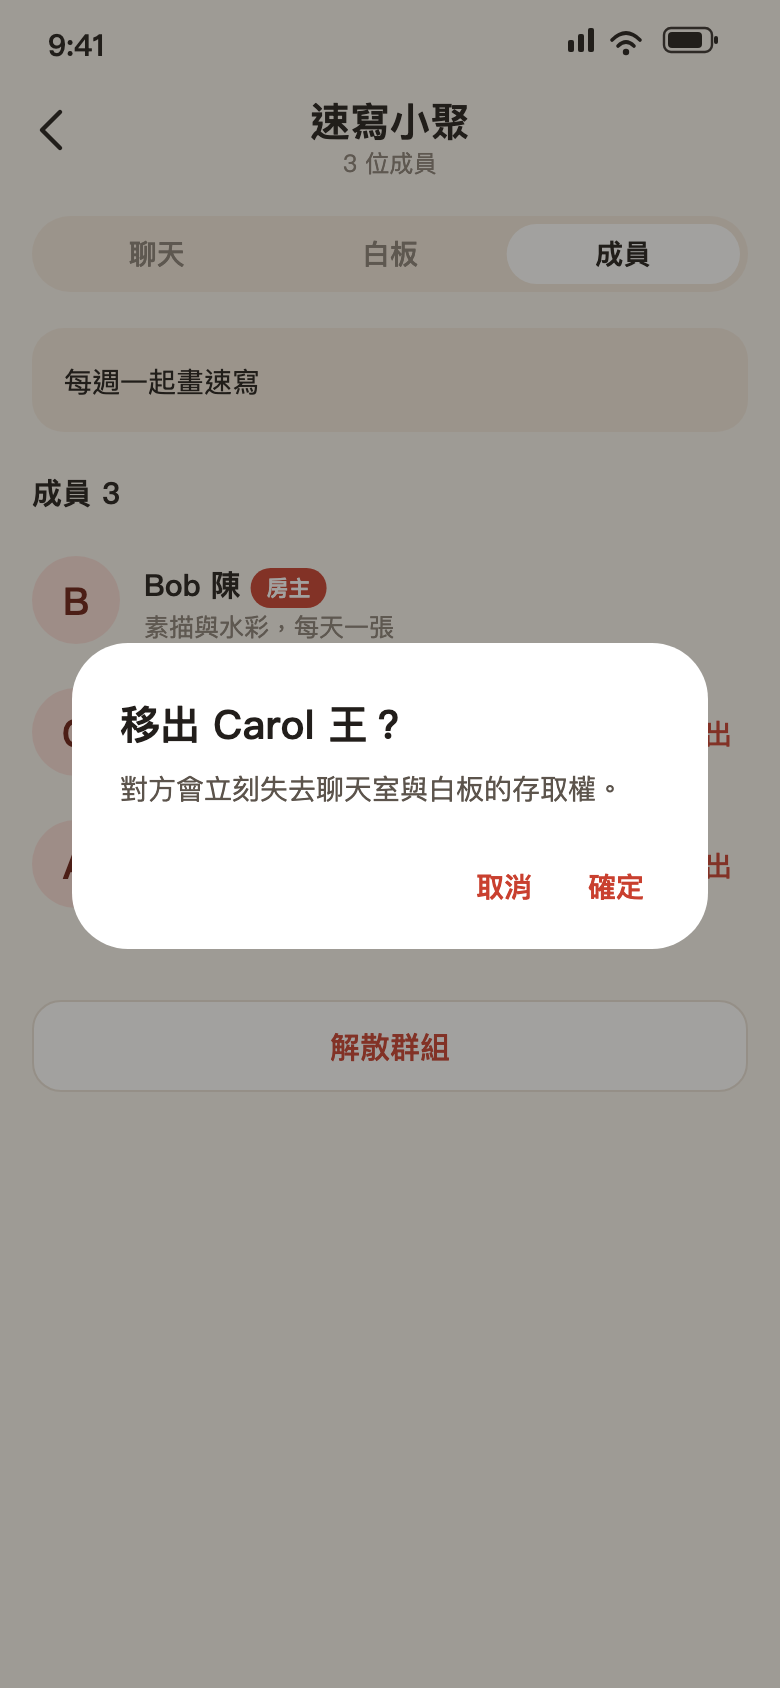 9:41
速寫小聚
3 位成員
聊天
白板
成員
每週一起畫速寫
成員 3
B
Bob 陳 房主
素描與水彩，每天一張
出
移出 Carol 王？
對方會立刻失去聊天室與白板的存取權。
出
取消
確定
解散群組